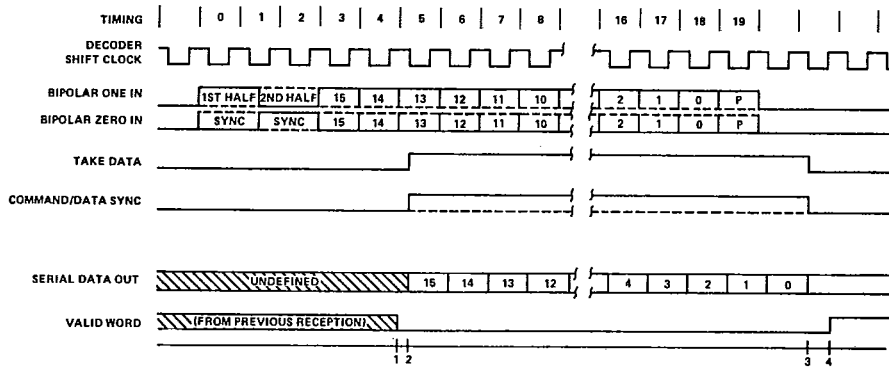 TIMING 0 1 2 3 4 5 6 7 8 16 17 18 19
DECODER
SHIFT CLOCK
BIPOLAR ONE IN 1ST HALF 2ND HALF 15 14 13 12 11 10 2 1 0 P
BIPOLAR ZERO IN SYNC SYNC 15 14 13 12 11 10 2 1 0 P
TAKE DATA
COMMAND/DATA SYNC
SERIAL DATA OUT UNDEFINED 15 14 13 12 4 3 2 1 0
VALID WORD (FROM PREVIOUS RECEPTION)
1 2 3 4